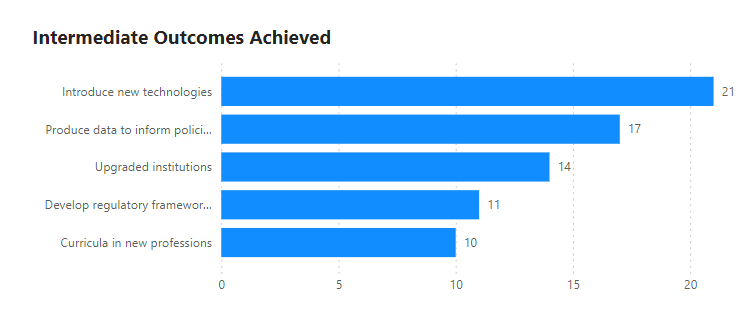 Intermediate Outcomes Achieved
Introduce new technologies 21
Produce data to inform polici... 17
Upgraded institutions 14
Develop regulatory framewor... 11
Curricula in new professions 10
0 5 10 15 20